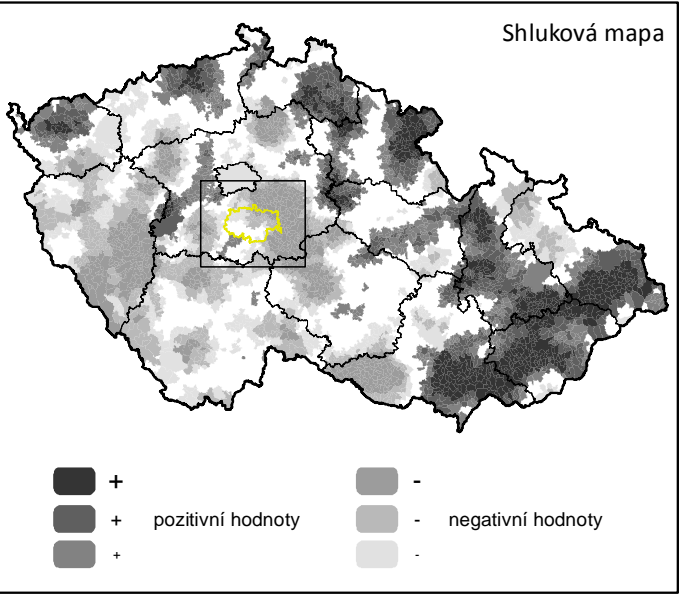 Shluková mapa
+ -
+ pozitivní hodnoty - negativní hodnoty
+ -